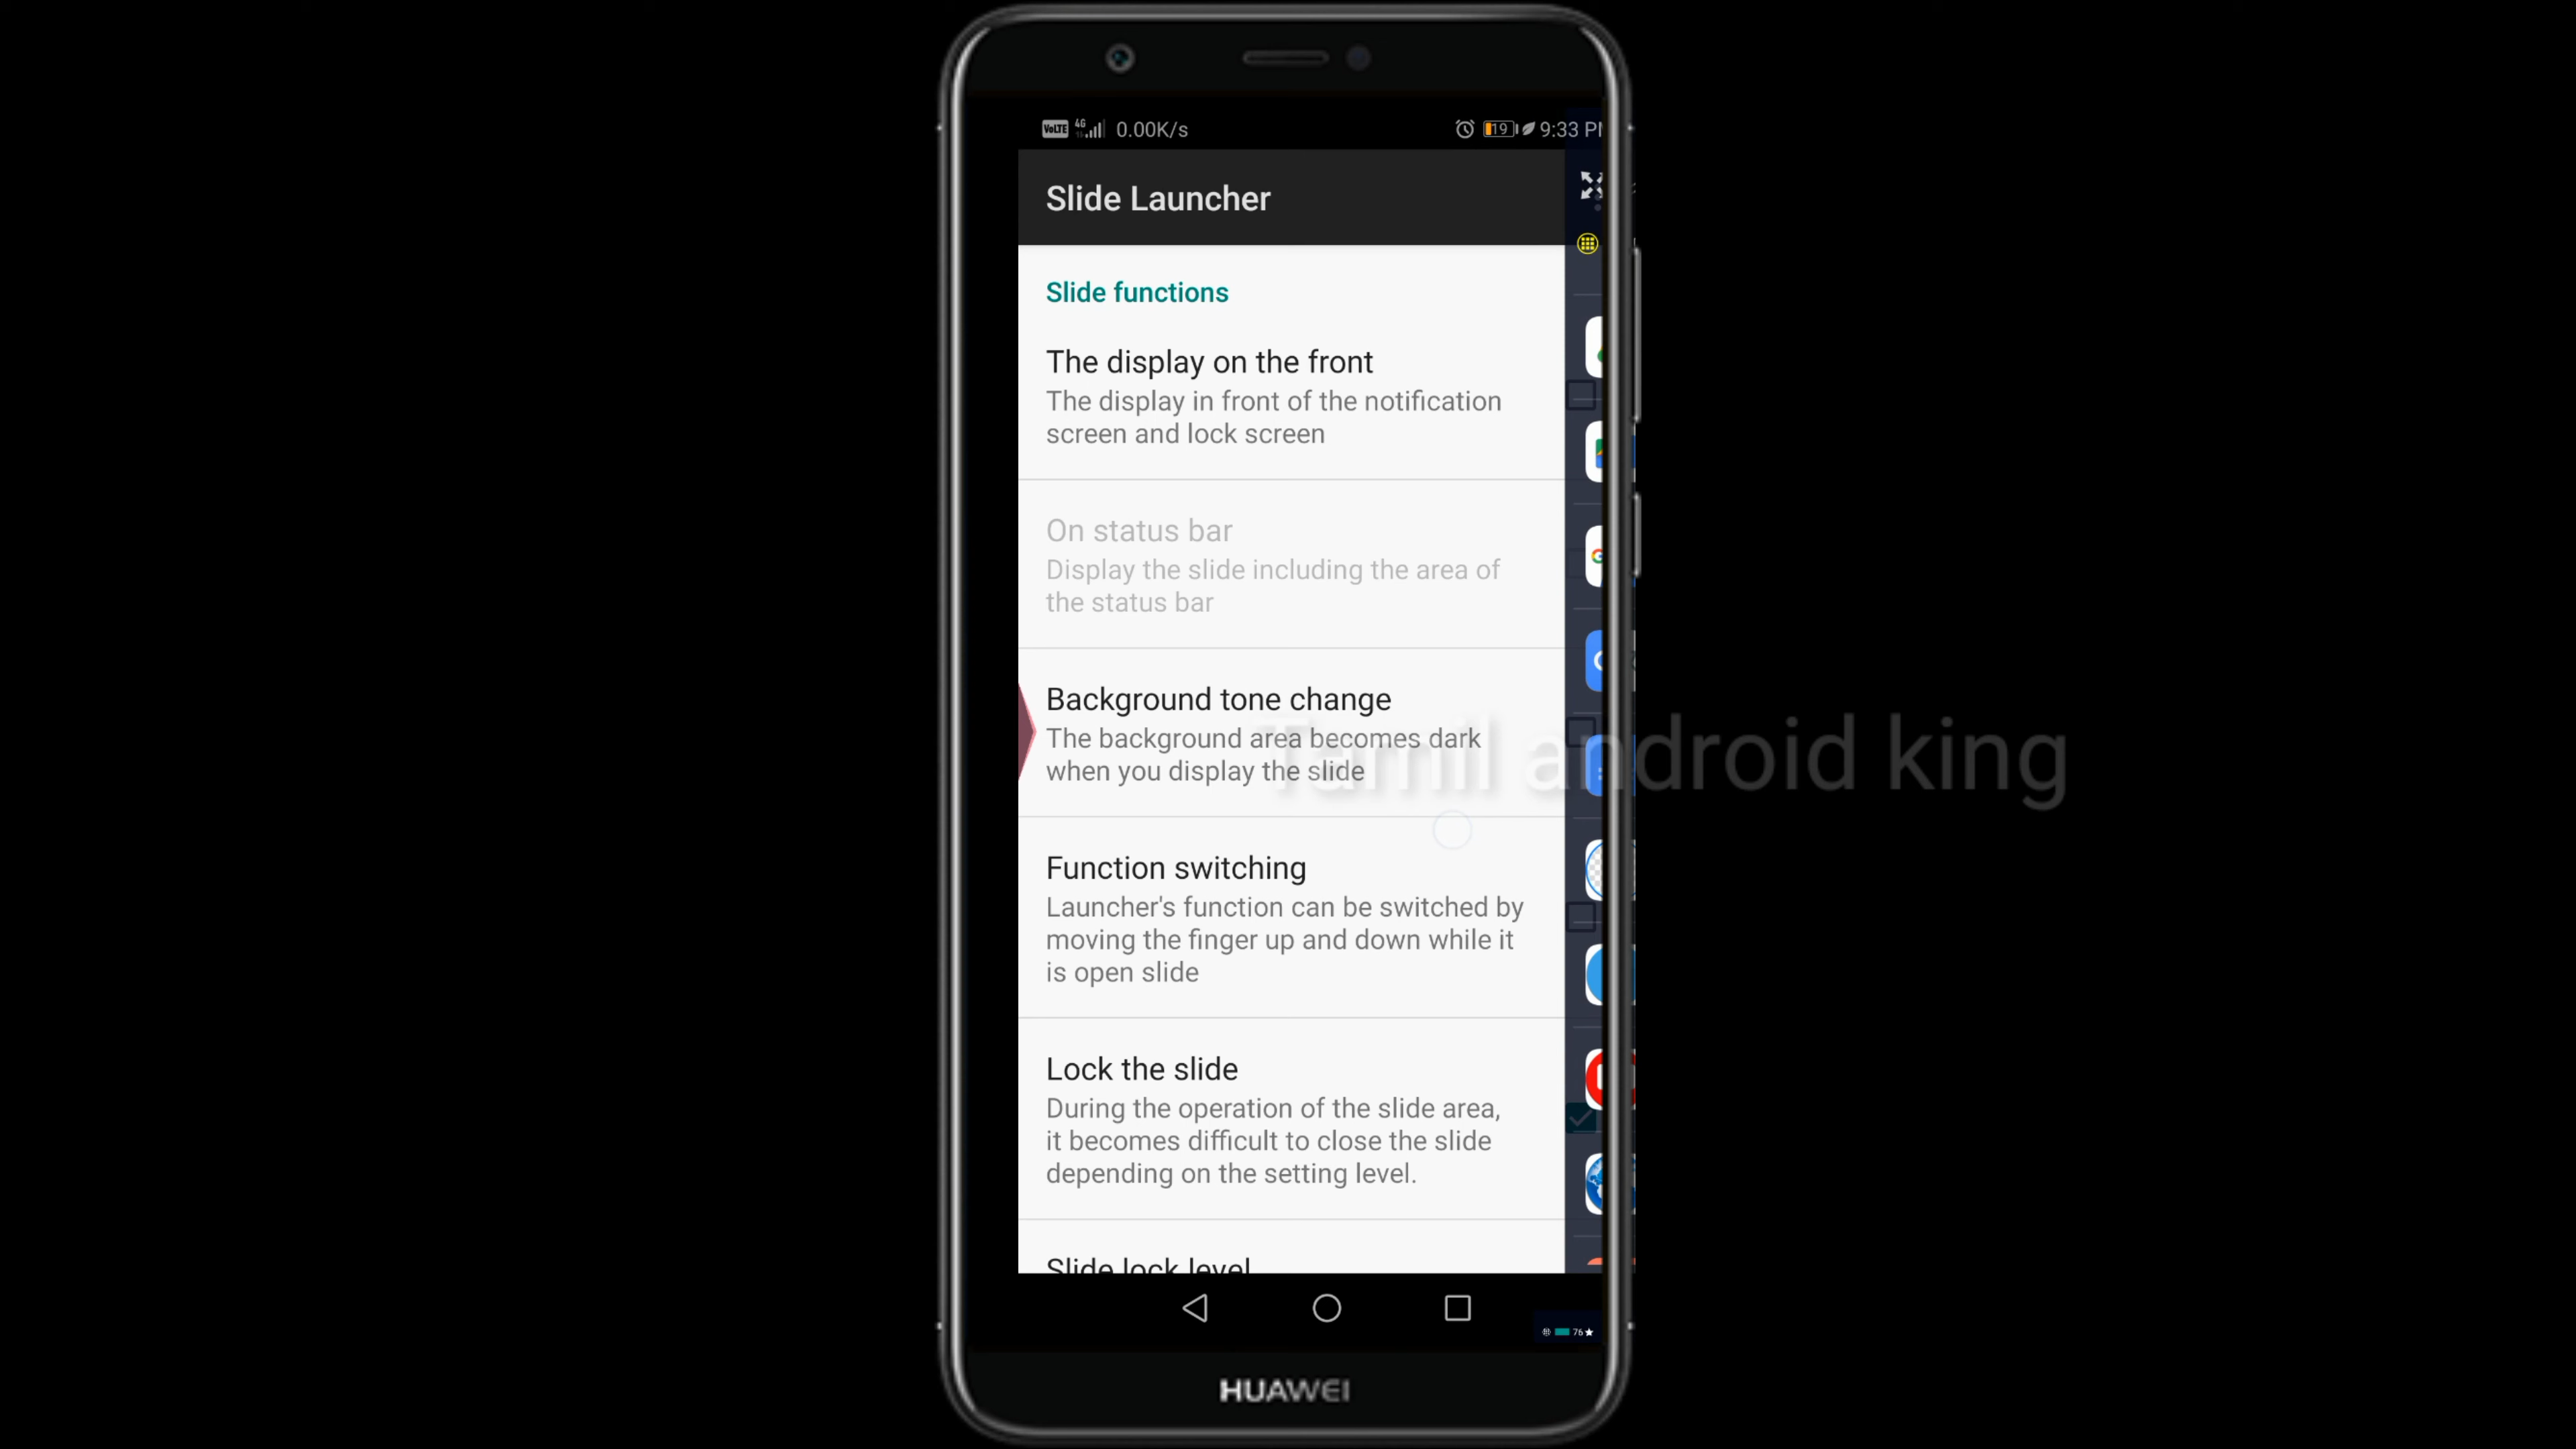 VoLTE 4G 0.00K/s 19 9:33
Slide Launcher
Slide functions
The display on the front
The display in front of the notification
screen and lock screen
On status bar
Display the slide including the area of
the status bar
Background tone change
The background area becomes dark
when you display the slide
Tamil android king
Function switching
Launcher's function can be switched by
moving the finger up and down while it
is open slide
Lock the slide
During the operation of the slide area,
it becomes difficult to close the slide
depending on the setting level.
Slide lock level
76
HUAWEI